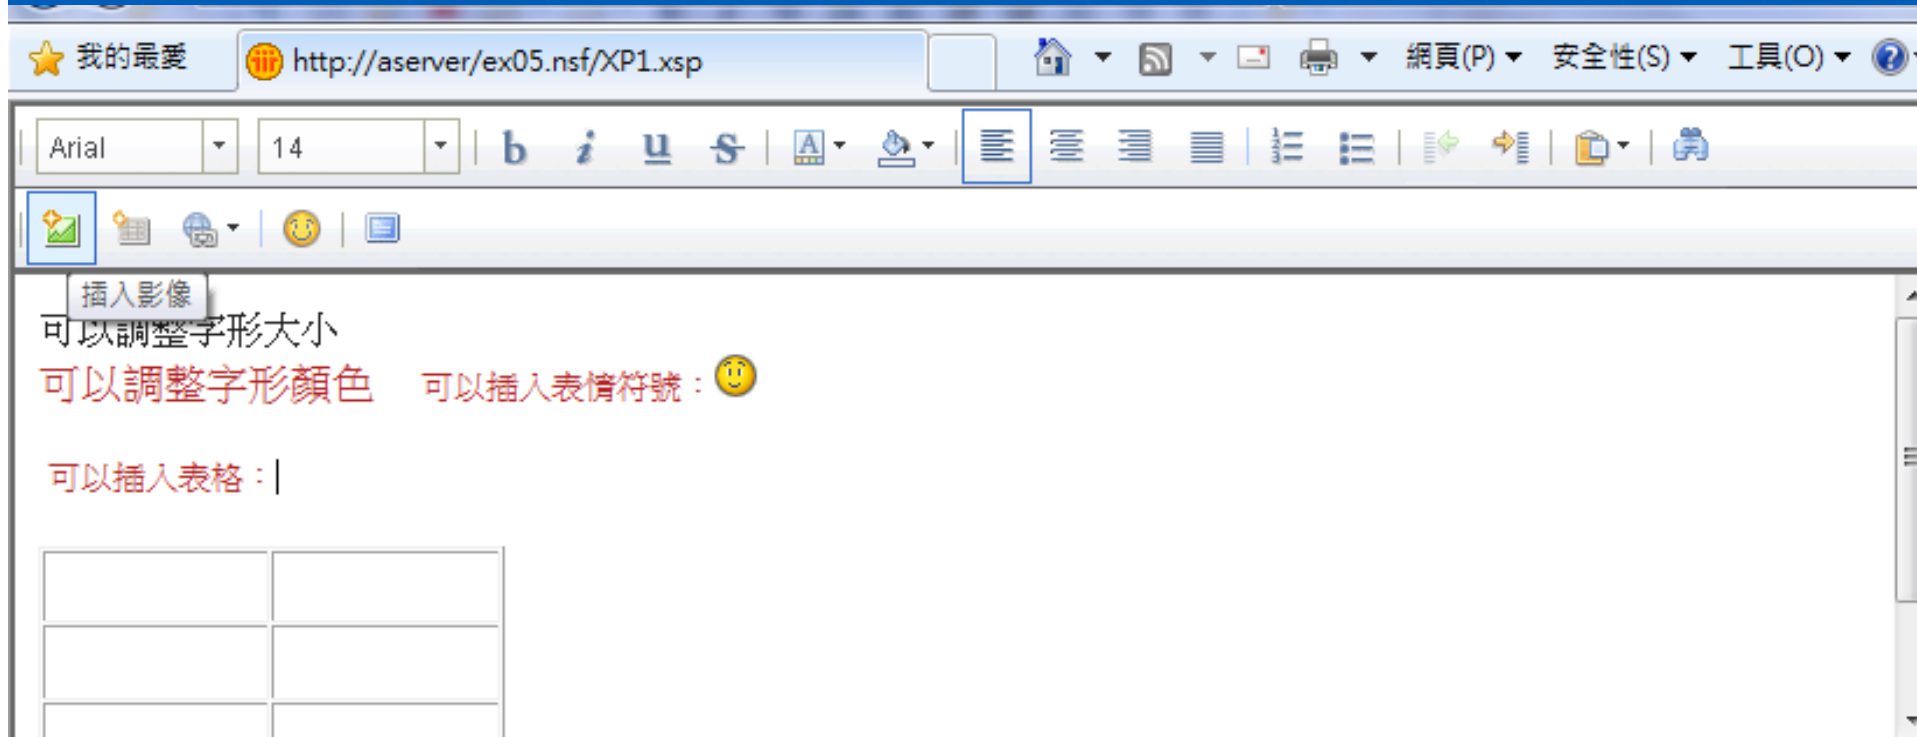 我的最愛 http://aserver/ex05.nsf/XP1.xsp 網頁(P) 安全性(S) 工具(O)
Arial 14 b i u S A
插入影像
可以調整字形大小
可以調整字形顏色 可以插入表情符號：
可以插入表格：